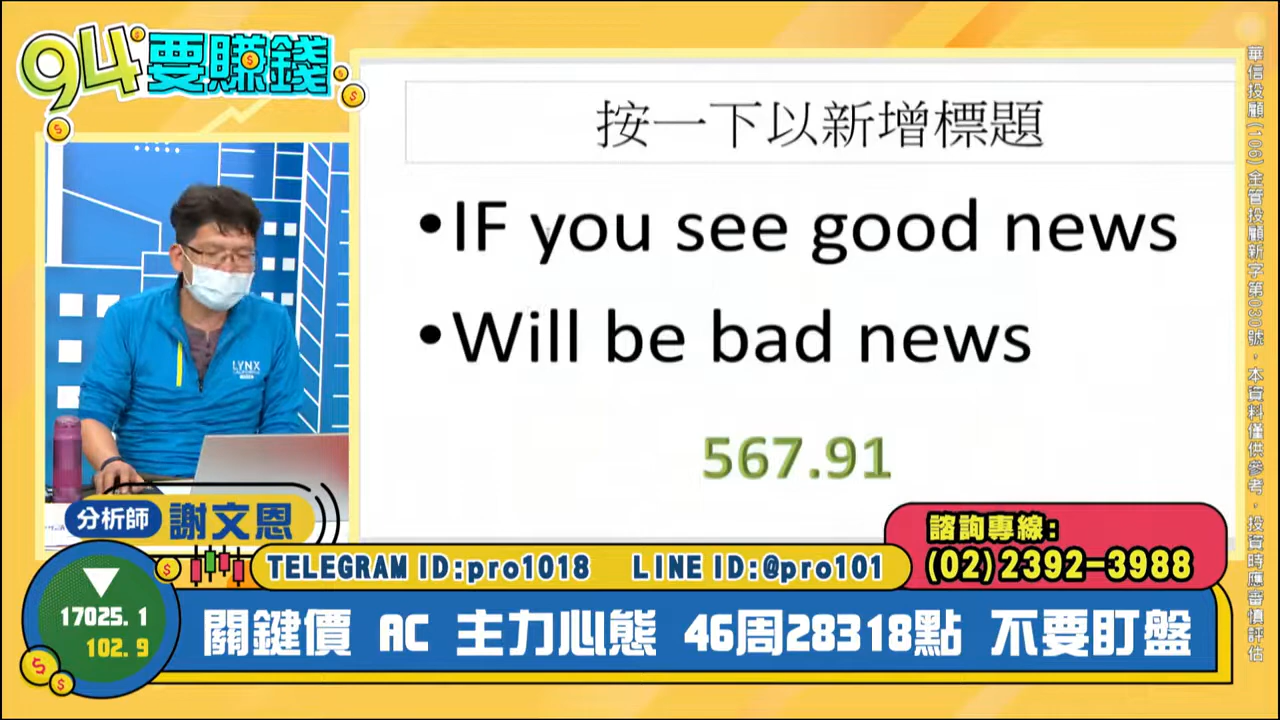 94要賺錢
按一下以新增標題
•IF you see good news
•Will be bad news
567.91
華信投顧(106)金管投顧新字第030號,本資料僅供參考,投資時應審慎評估
LYNX
分析師 謝文恩
諮詢專線:
(02)2392-3988
TELEGRAM ID:pro1018 LINE ID:@pro101
17025.1
102.9
關鍵價 AC 主力心態 46周28318點 不要盯盤